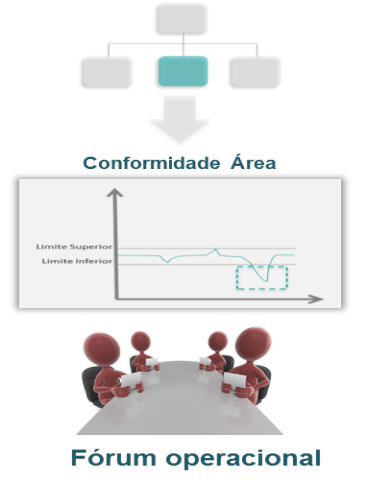 Conformidade Área
Limite Superior
Limite Inferior
Fórum operacional